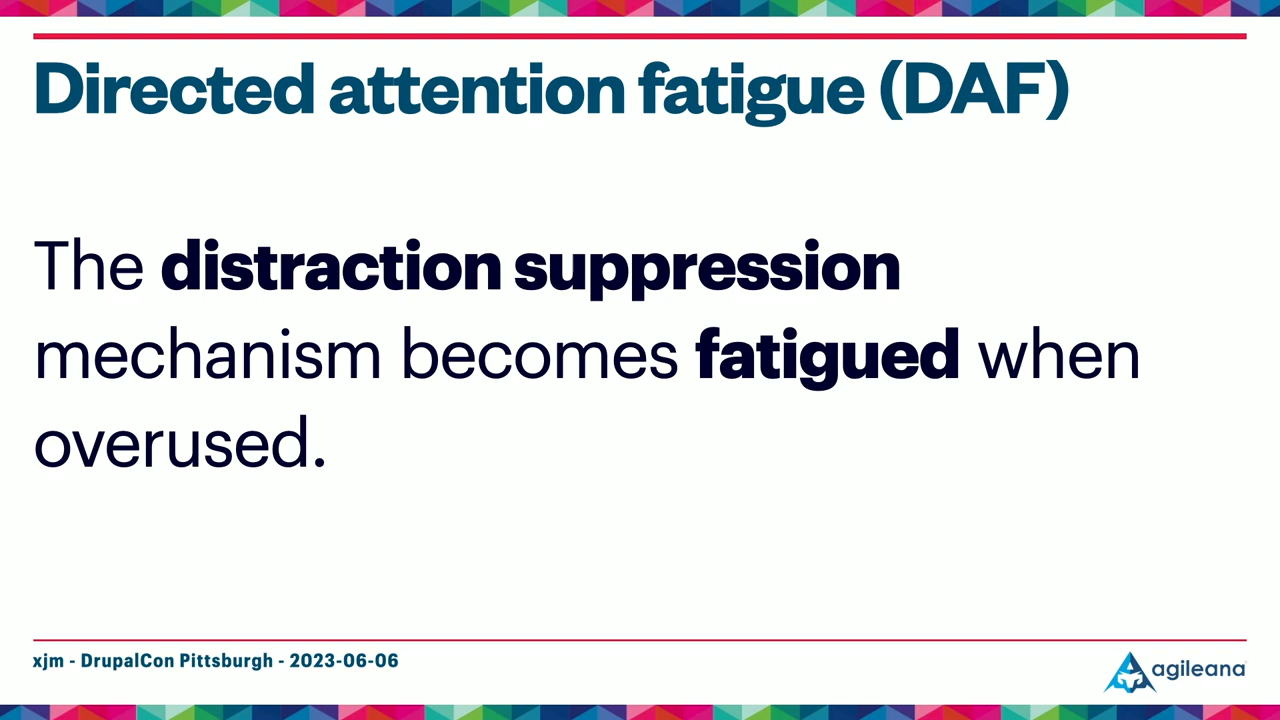 Directed attention fatigue (DAF)
The distraction suppression
mechanism becomes fatigued when
overused.
xjm - DrupalCon Pittsburgh - 2023-06-06
agileana